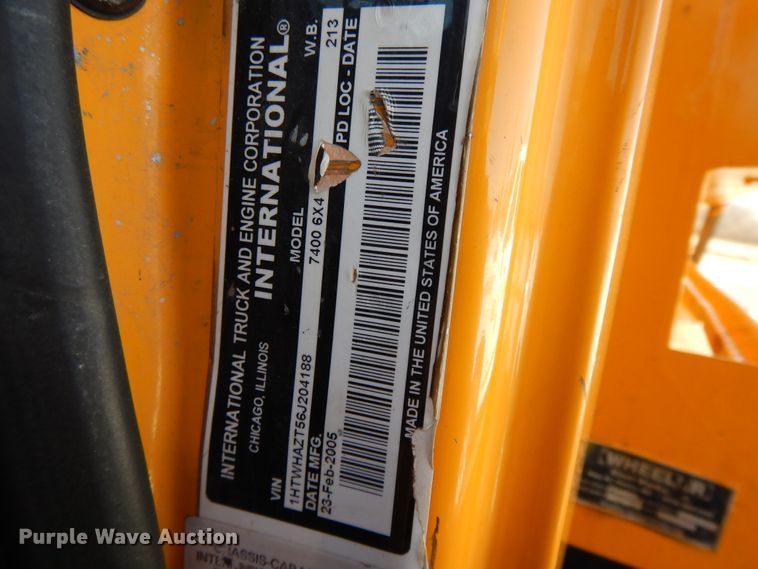 INTERNATIONAL TRUCK AND ENGINE CORPORATION
CHICAGO, ILLINOIS
INTERNATIONAL®
VIN MODEL W.B.
1HTWHAZT56J204188 7400 6X4 213
DATE MFG. PD LOC - DATE
23-Feb-2005
MADE IN THE UNITED STATES OF AMERICA
Purple Wave Auction